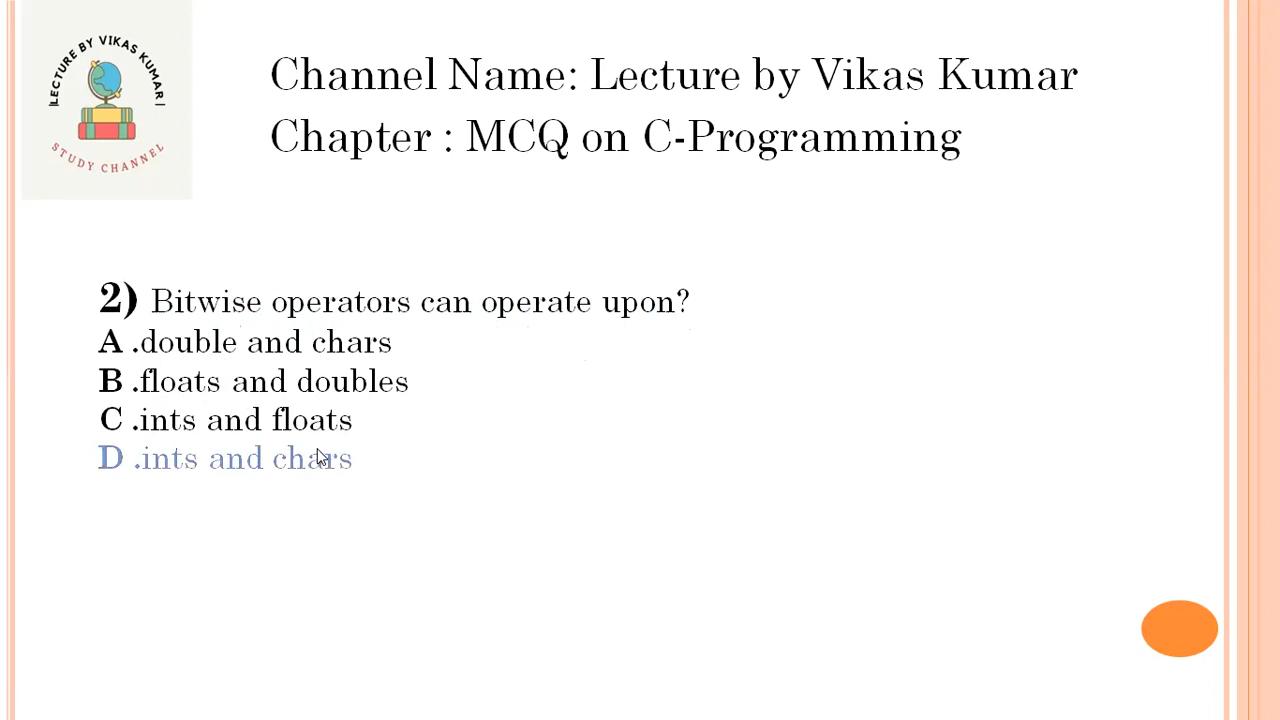 LECTURE BY VIKAS KUMAR
STUDY CHANNEL
Channel Name: Lecture by Vikas Kumar
Chapter : MCQ on C-Programming
2) Bitwise operators can operate upon?
A .double and chars
B .floats and doubles
C .ints and floats
D .ints and chars